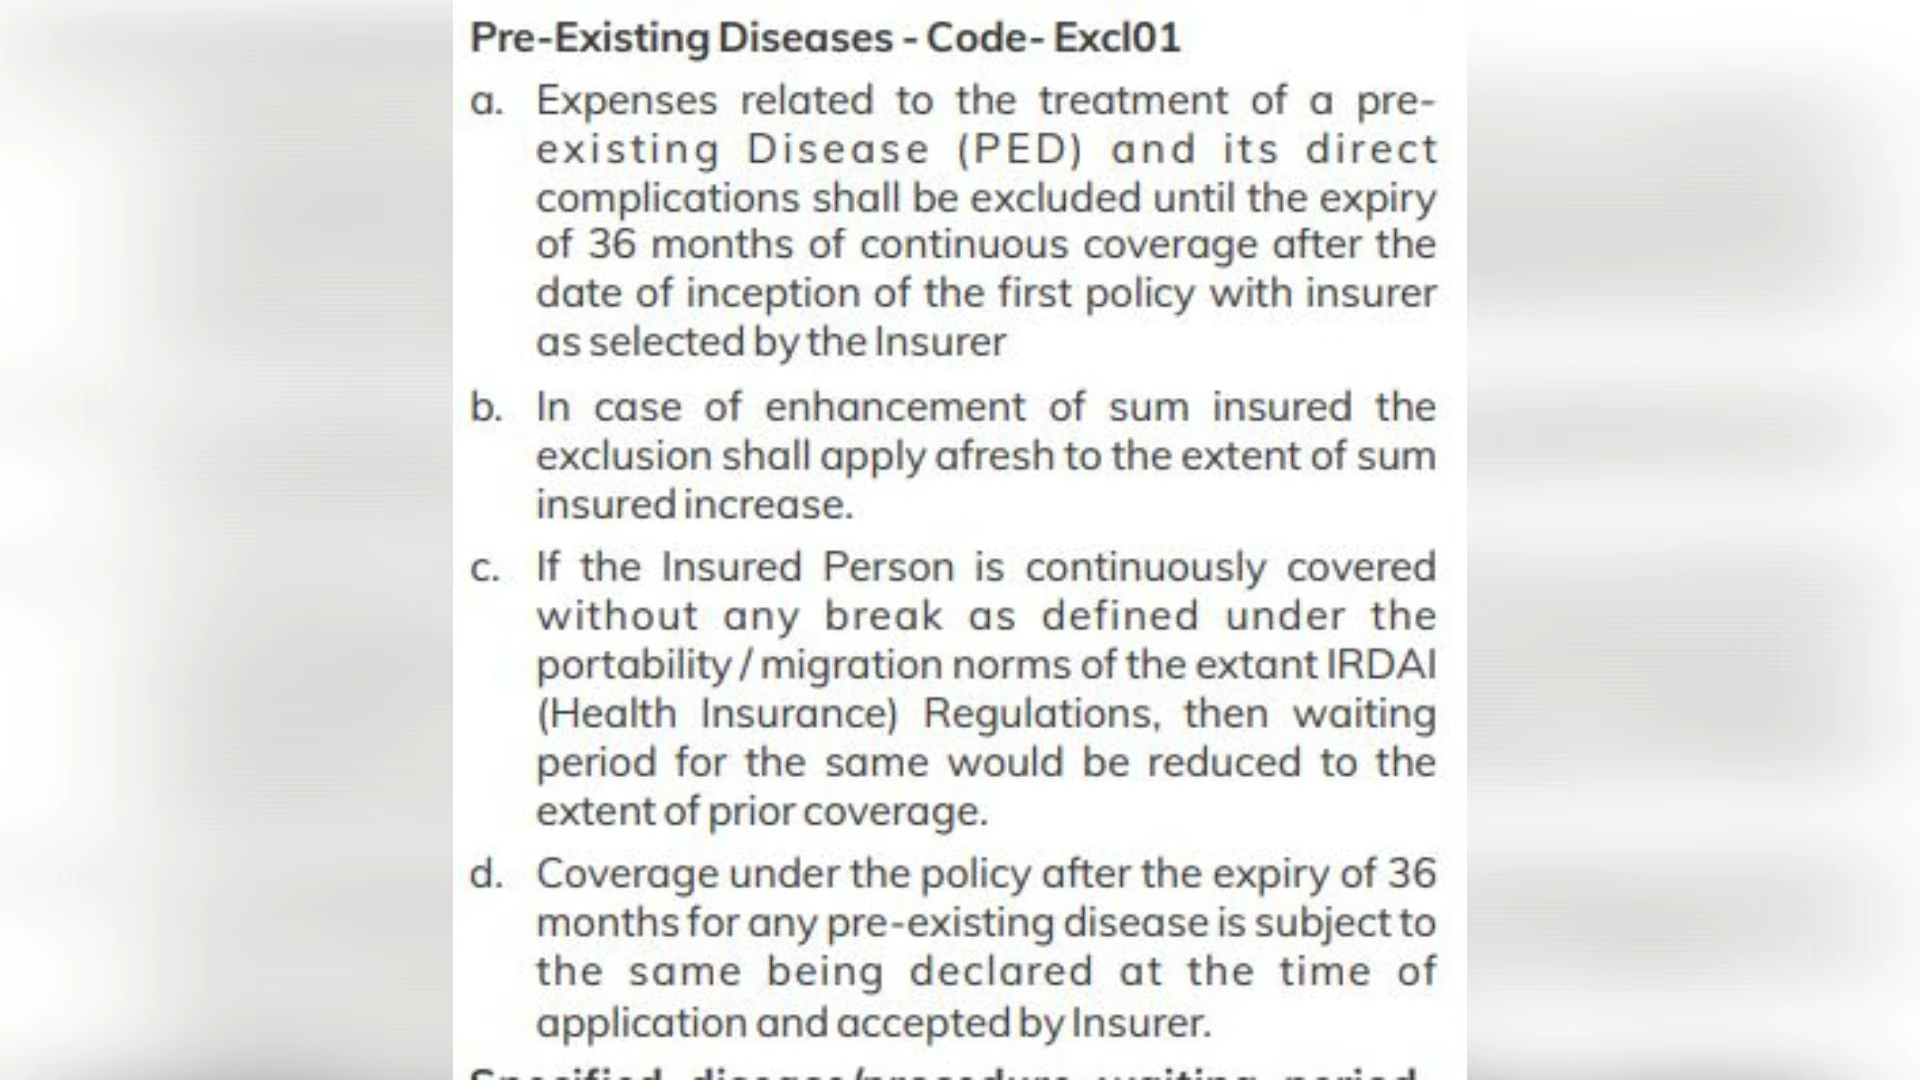 Pre-Existing Diseases - Code- Excl01
a. Expenses related to the treatment of a pre-
existing Disease (PED) and its direct
complications shall be excluded until the expiry
of 36 months of continuous coverage after the
date of inception of the first policy with insurer
as selected by the Insurer
b. In case of enhancement of sum insured the
exclusion shall apply afresh to the extent of sum
insured increase.
c. If the Insured Person is continuously covered
without any break as defined under the
portability / migration norms of the extant IRDAI
(Health Insurance) Regulations, then waiting
period for the same would be reduced to the
extent of prior coverage.
d. Coverage under the policy after the expiry of 36
months for any pre-existing disease is subject to
the same being declared at the time of
application and accepted by Insurer.
Specified disease/procedure waiting period